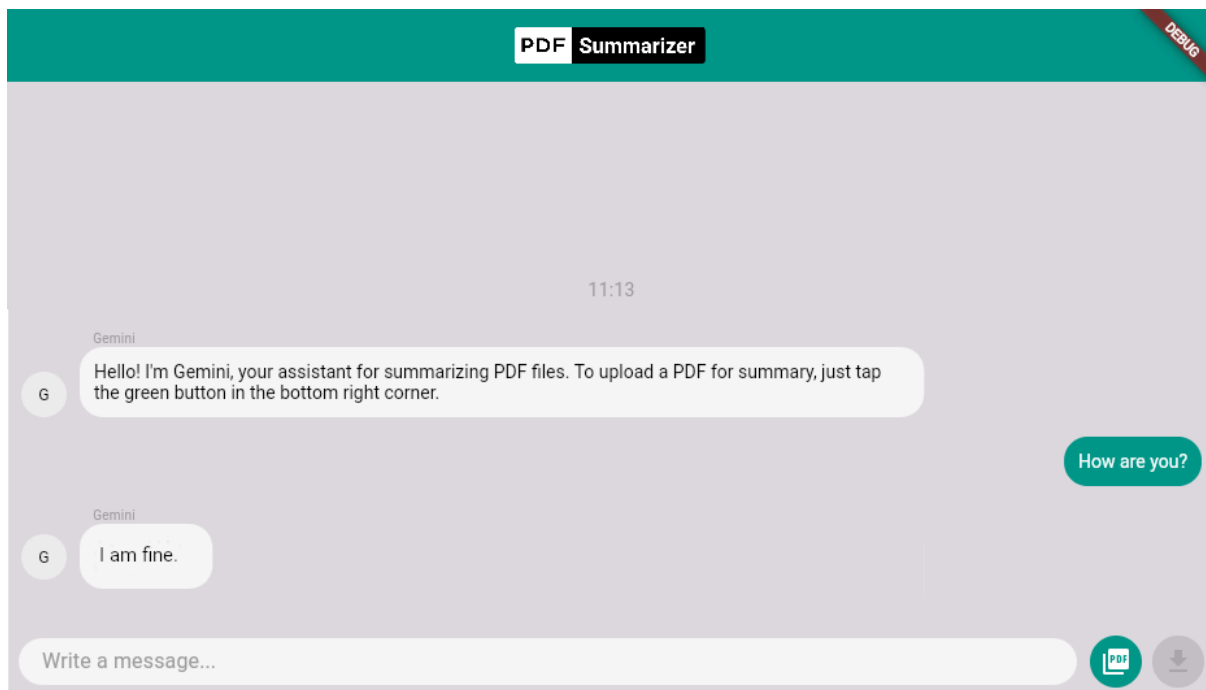 PDF Summarizer
DEBUG
11:13
Gemini
Hello! I'm Gemini, your assistant for summarizing PDF files. To upload a PDF for summary, just tap
the green button in the bottom right corner.
G
How are you?
Gemini
I am fine.
G
Write a message...
PDF